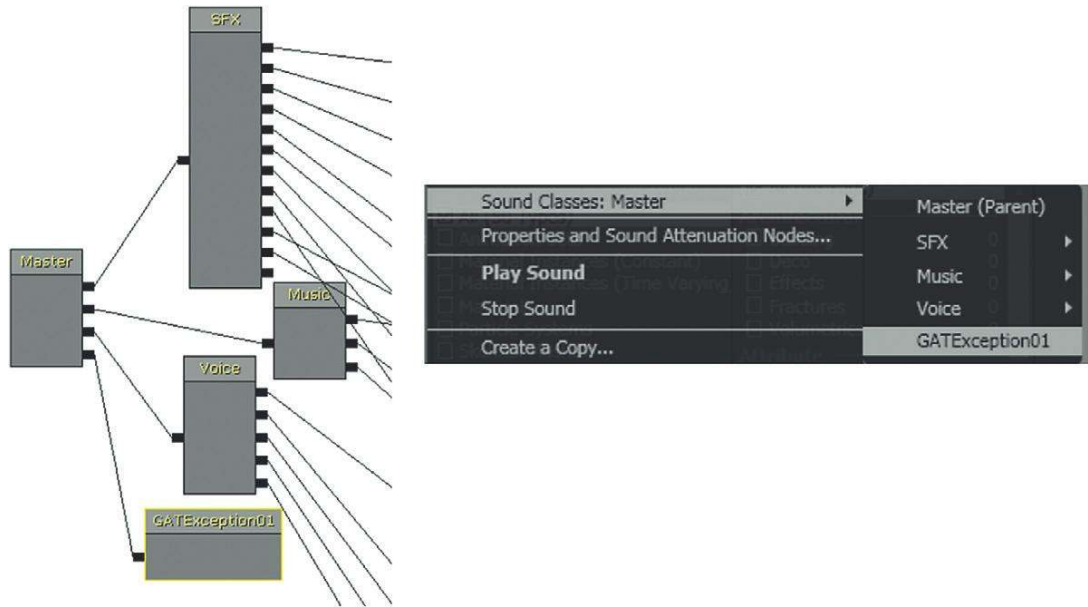 SFX
Master
Music
Voice
GATException01
Sound Classes: Master
Properties and Sound Attenuation Nodes...
Play Sound
Stop Sound
Create a Copy...
Master (Parent)
SFX
Music
Voice
GATException01